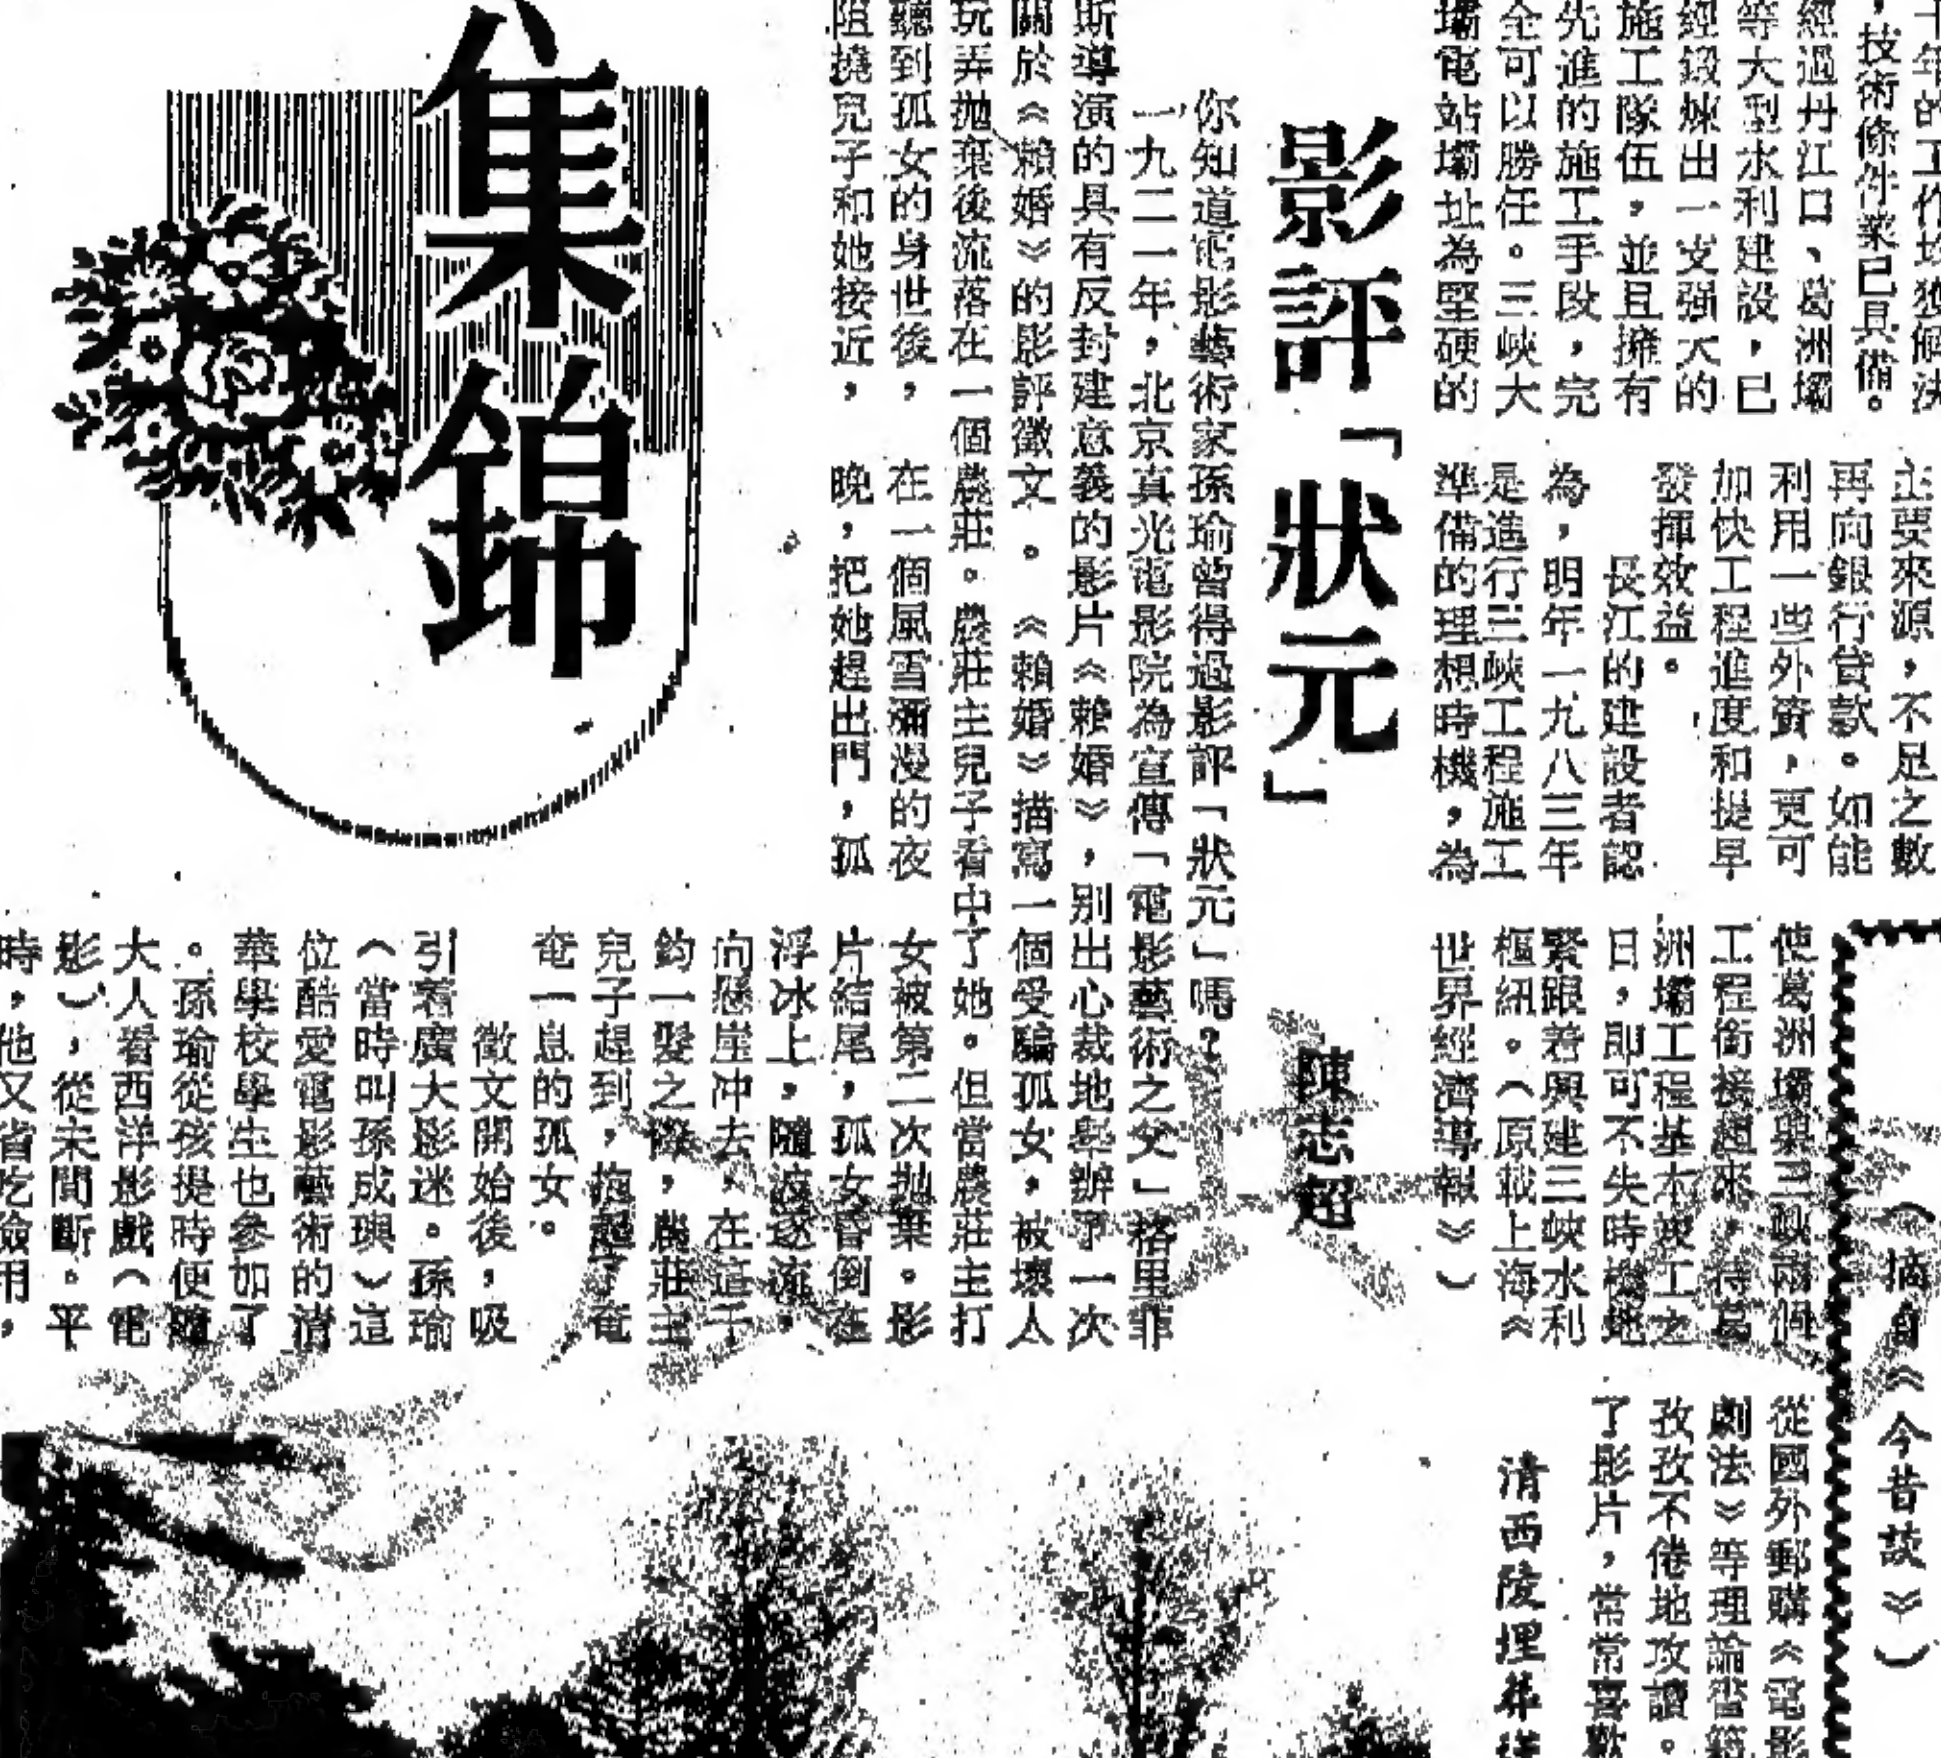 十年的工作均獲解決
，技術條件業已具備。
經過丹江口、葛洲壩
等大型水利建設，已
經鍛煉出一支强大的
施工隊伍，並且擁有
先進的施工手段，完
全可以勝任。三峽大
壩電站壩址為堅硬的
主要來源，不足之數
再向銀行貸款。如能
利用一些外資，更可
加快工程進度和提早
發揮效益。
長江的建設者認
為，明年一九八三年
是進行三峽工程施工
準備的理想時機，為
使葛洲壩與三峽兩個
工程銜接起來，待葛
洲壩工程基本竣工之
日，即可不失時機地
緊跟着興建三峽水利
樞紐。（原載上海《
世界經濟導報》）
（摘自《今昔談》）
影評「狀元」
陳志超
你知道電影藝術家孫瑜曾得過影評「狀元」嗎？
一九二一年，北京真光電影院為宣傳「電影藝術之父」格里菲
斯導演的具有反封建意義的影片《賴婚》，别出心裁地舉辦了一次
關於《賴婚》的影評徵文。《賴婚》描寫一個受騙孤女，被壞人
玩弄拋棄後流落在一個農莊。農莊主兒子看中了她。但當農莊主打
聽到孤女的身世後，
阻撓兒子和她接近，
在一個風雪瀰漫的夜
晚，把她趕出門，孤
女被第二次拋棄。影
片結尾，孤女昏倒在
浮冰上，隨波逐流，
向懸崖冲去，在這千
鈞一髮之際，農莊主
兒子趕到，抱起了奄
奄一息的孤女。
徵文開始後，吸
引着廣大影迷。孫瑜
（當時叫孫成璵）這
位酷愛電影藝術的清
華學校學生也參加了
。孫瑜從孩提時便隨
大人看西洋影戲（電
影），從未間斷。平
時，他又省吃儉用，
從國外郵購《電影
劇法》等理論書籍
孜孜不倦地攻讀。
了影片，常常喜歡
清西陵埋葬
集錦